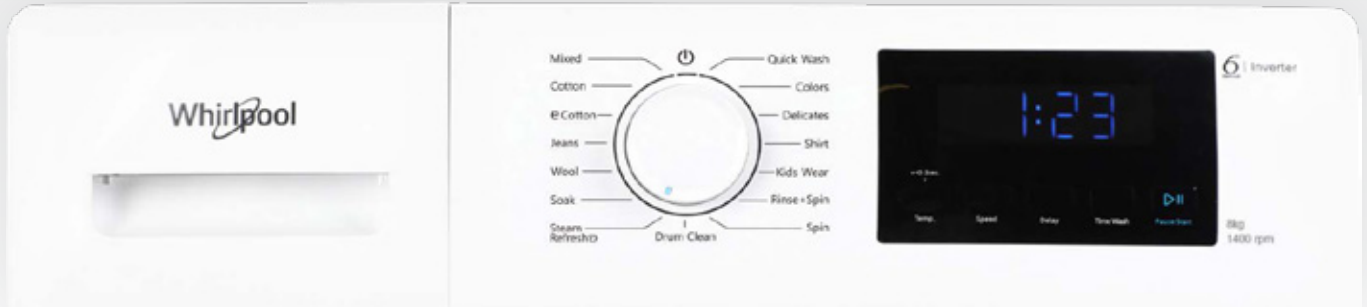 Whirlpool
Mixed
Cotton
e Cotton
Jeans
Wool
Soak
Steam
Refresh
Drum Clean
Quick Wash
Colors
Delicates
Shirt
Kids Wear
Rinse+Spin
Spin
1:23
Temp.
Speed
Delay
Time Wash
Pause/Start
6 | Inverter
8kg
1400 rpm